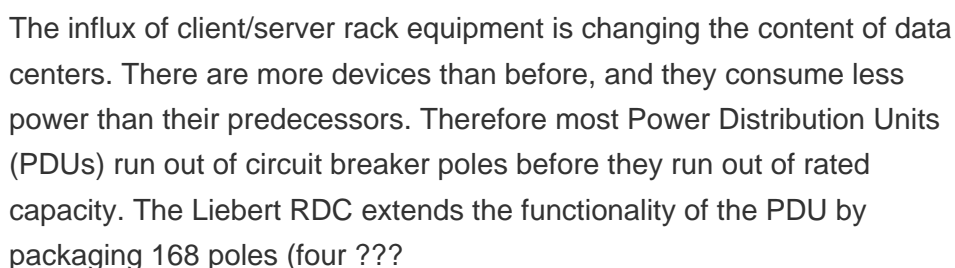 The influx of client/server rack equipment is changing the content of data
centers. There are more devices than before, and they consume less
power than their predecessors. Therefore most Power Distribution Units
(PDUs) run out of circuit breaker poles before they run out of rated
capacity. The Liebert RDC extends the functionality of the PDU by
packaging 168 poles (four ???